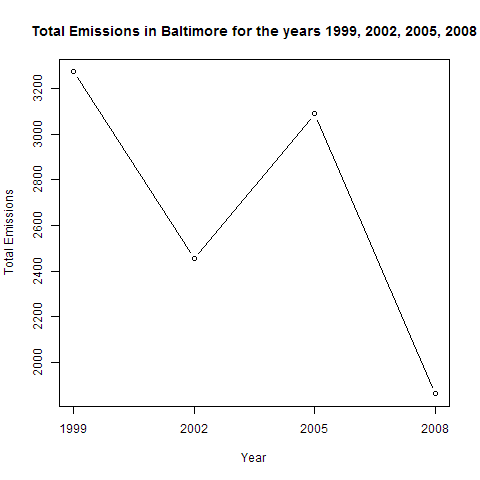 Total Emissions in Baltimore for the years 1999, 2002, 2005, 2008
Total Emissions
3200
3000
2800
2600
2400
2200
2000
1999 2002 2005 2008
Year